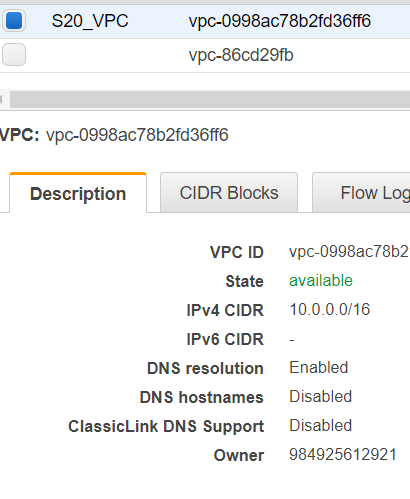 S20_VPC vpc-0998ac78b2fd36ff6
vpc-86cd29fb
VPC: vpc-0998ac78b2fd36ff6
Description CIDR Blocks Flow Log
VPC ID vpc-0998ac78b2
State available
IPv4 CIDR 10.0.0.0/16
IPv6 CIDR -
DNS resolution Enabled
DNS hostnames Disabled
ClassicLink DNS Support Disabled
Owner 984925612921